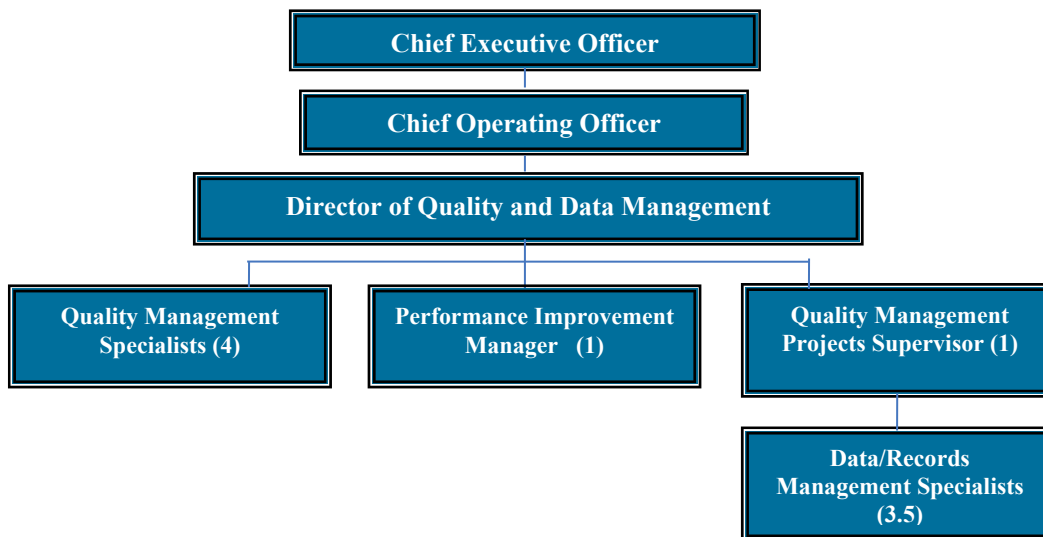 Chief Executive Officer
Chief Operating Officer
Director of Quality and Data Management
Quality Management
Specialists (4)
Performance Improvement
Manager (1)
Quality Management
Projects Supervisor (1)
Data/Records
Management Specialists
(3.5)